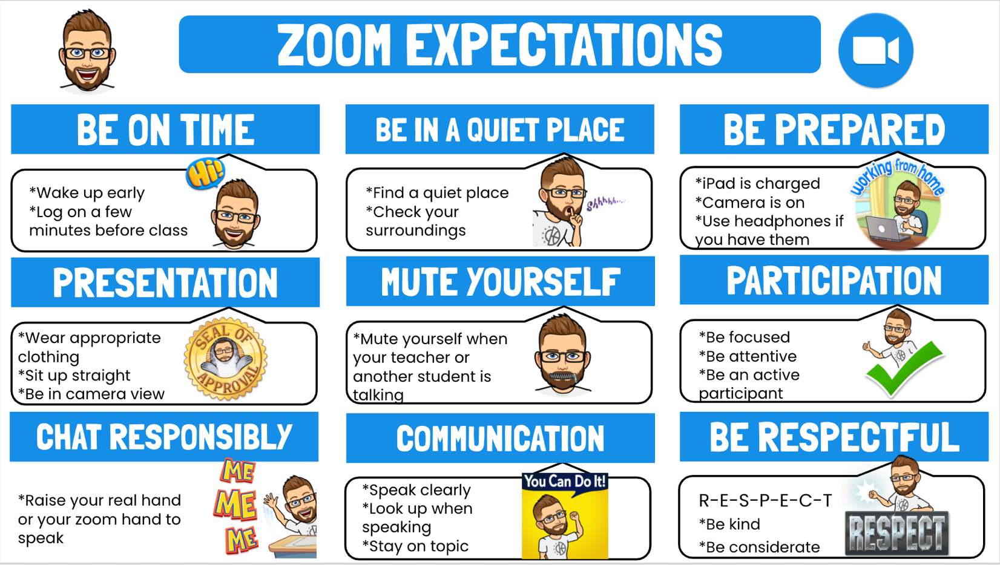 ZOOM EXPECTATIONS
BE ON TIME
Hi!
*Wake up early
*Log on a few
minutes before class
BE IN A QUIET PLACE
*Find a quiet place
*Check your
surroundings
Shhhhh....
BE PREPARED
*iPad is charged
*Camera is on
*Use headphones if
you have them
working from home
PRESENTATION
*Wear appropriate
clothing
*Sit up straight
*Be in camera view
SEAL OF
APPROVAL
MUTE YOURSELF
*Mute yourself when
your teacher or
another student is
talking
PARTICIPATION
*Be focused
*Be attentive
*Be an active
participant
CHAT RESPONSIBLY
*Raise your real hand
or your zoom hand to
speak
ME
ME
ME
COMMUNICATION
*Speak clearly
*Look up when
speaking
*Stay on topic
You Can Do It!
BE RESPECTFUL
R-E-S-P-E-C-T
*Be kind
*Be considerate
RESPECT